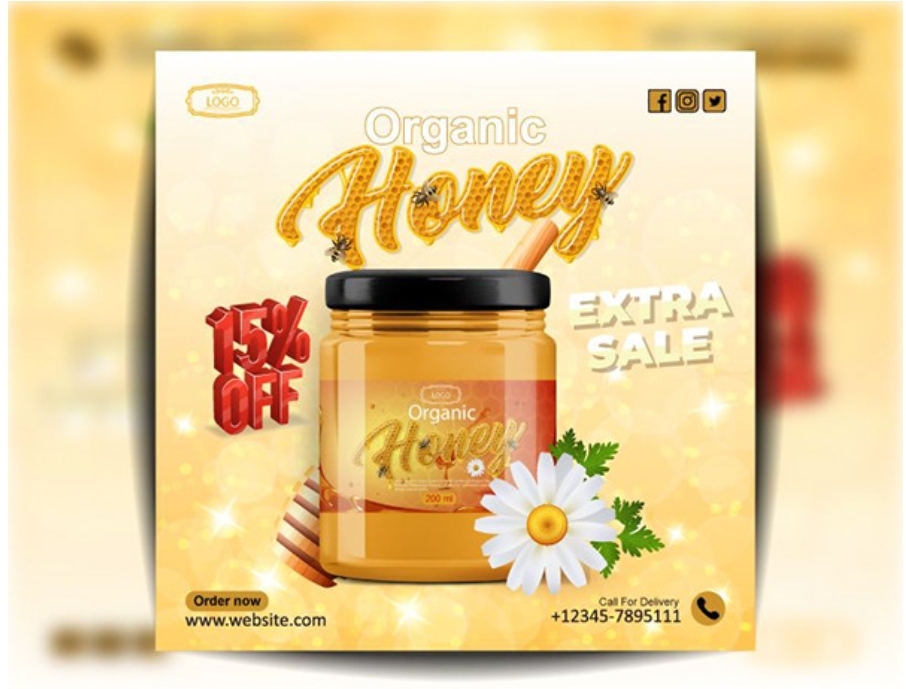 LOGO
Organic
Honey
15%
OFF
EXTRA
SALE
LOGO
Organic
Honey
200 ml
Order now
www.website.com
Call For Delivery
+12345-7895111